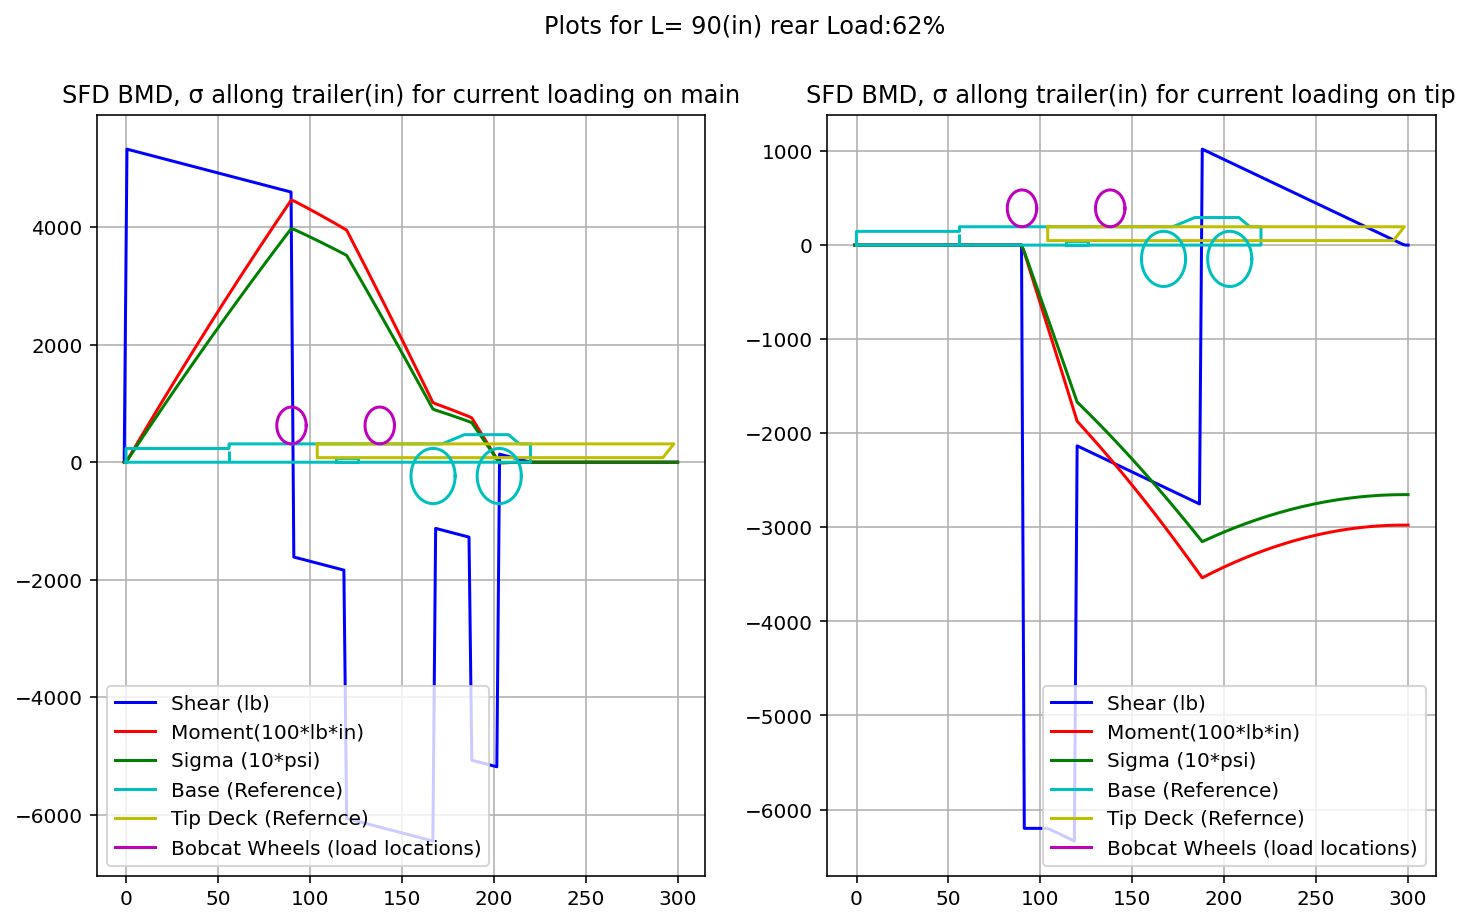 Plots for L= 90(in) rear Load:62%
SFD BMD, σ allong trailer(in) for current loading on main
4000
2000
0
−2000
−4000
−6000
0 50 100 150 200 250 300
Shear (lb)
Moment(100*lb*in)
Sigma (10*psi)
Base (Reference)
Tip Deck (Refernce)
Bobcat Wheels (load locations)
SFD BMD, σ allong trailer(in) for current loading on tip
1000
0
−1000
−2000
−3000
−4000
−5000
−6000
0 50 100 150 200 250 300
Shear (lb)
Moment(100*lb*in)
Sigma (10*psi)
Base (Reference)
Tip Deck (Refernce)
Bobcat Wheels (load locations)